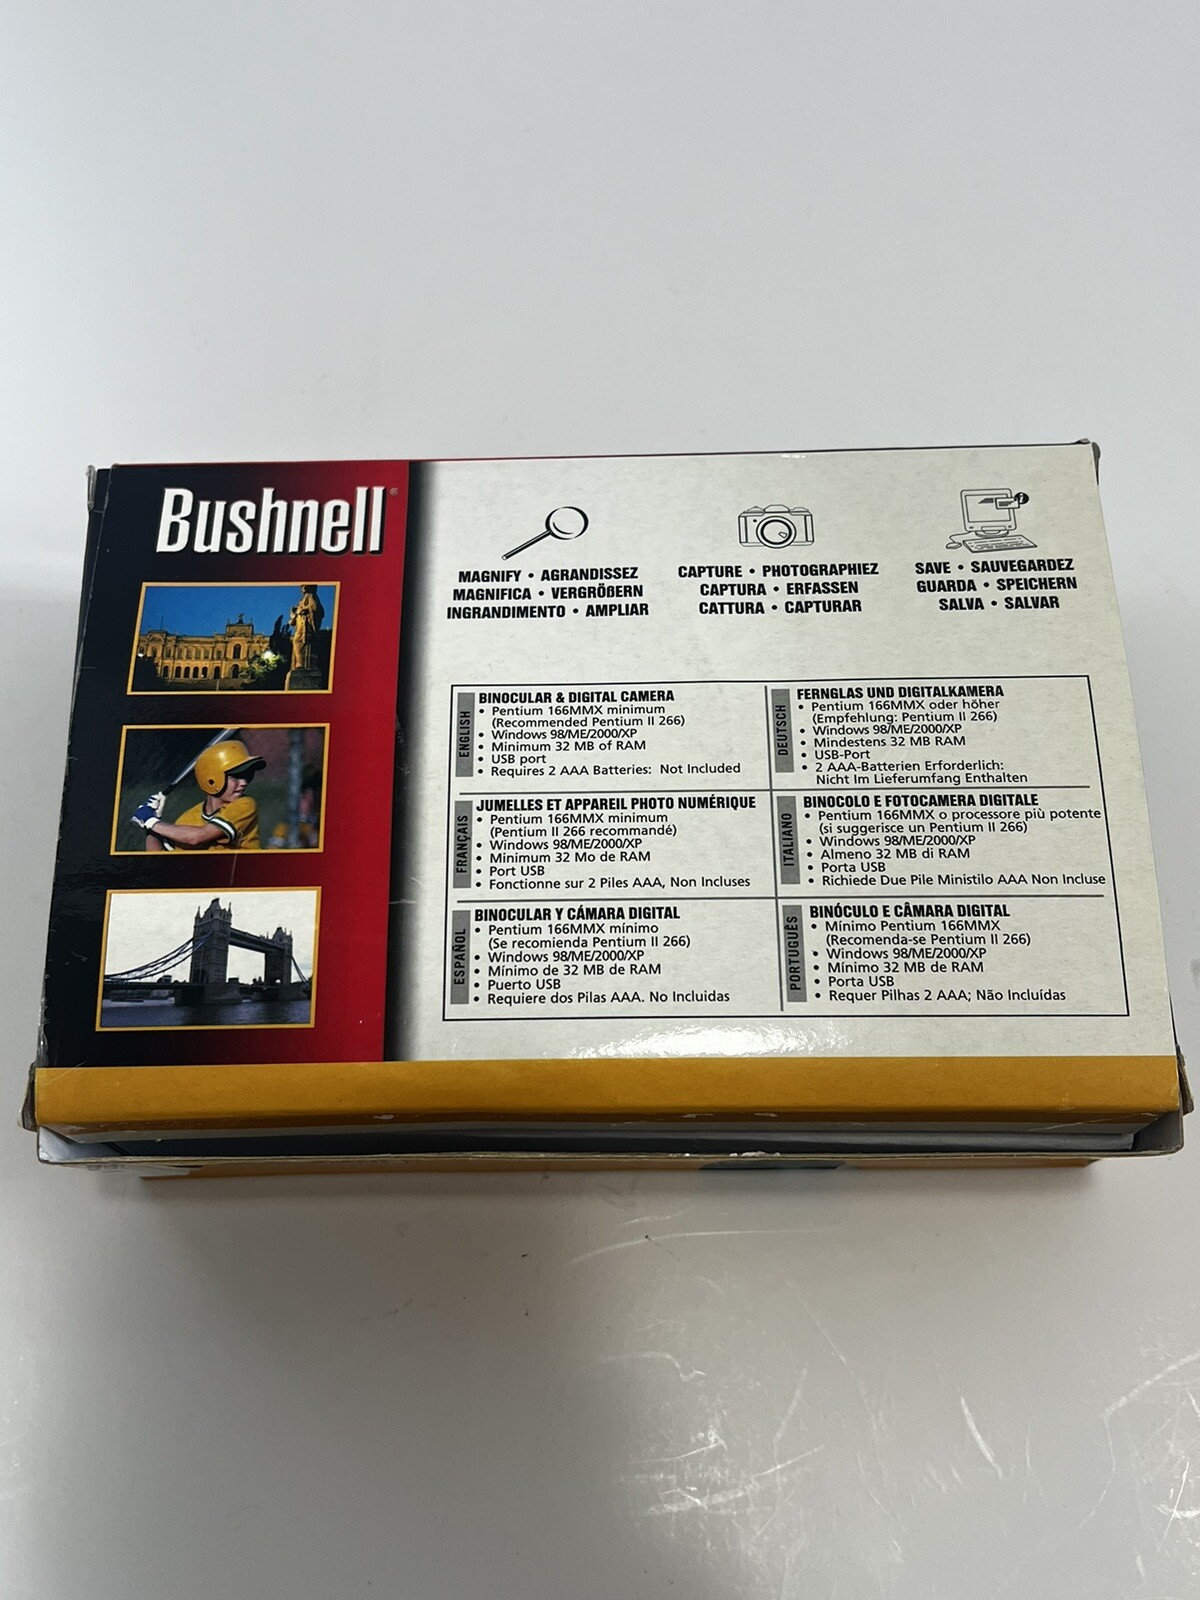 Bushnell®
MAGNIFY • AGRANDISSEZ
MAGNIFICA • VERGRÖßERN
INGRANDIMENTO • AMPLIAR
CAPTURE • PHOTOGRAPHIEZ
CAPTURA • ERFASSEN
CATTURA • CAPTURAR
SAVE • SAUVEGARDEZ
GUARDA • SPEICHERN
SALVA • SALVAR
ENGLISH
BINOCULAR & DIGITAL CAMERA
• Pentium 166MMX minimum
(Recommended Pentium II 266)
• Windows 98/ME/2000/XP
• Minimum 32 MB of RAM
• USB port
• Requires 2 AAA Batteries: Not Included
DEUTSCH
FERNGLAS UND DIGITALKAMERA
• Pentium 166MMX oder höher
(Empfehlung: Pentium II 266)
• Windows 98/ME/2000/XP
• Mindestens 32 MB RAM
• USB-Port
• 2 AAA-Batterien Erforderlich:
Nicht Im Lieferumfang Enthalten
FRANÇAIS
JUMELLES ET APPAREIL PHOTO NUMÉRIQUE
• Pentium 166MMX minimum
(Pentium II 266 recommandé)
• Windows 98/ME/2000/XP
• Minimum 32 Mo de RAM
• Port USB
• Fonctionne sur 2 Piles AAA, Non Incluses
ITALIANO
BINOCOLO E FOTOCAMERA DIGITALE
• Pentium 166MMX o processore più potente
(si suggerisce un Pentium II 266)
• Windows 98/ME/2000/XP
• Almeno 32 MB di RAM
• Porta USB
• Richiede Due Pile Ministilo AAA Non Incluse
ESPAÑOL
BINOCULAR Y CÁMARA DIGITAL
• Pentium 166MMX mínimo
(Se recomienda Pentium II 266)
• Windows 98/ME/2000/XP
• Mínimo de 32 MB de RAM
• Puerto USB
• Requiere dos Pilas AAA. No Incluidas
PORTUGUÊS
BINÓCULO E CÂMARA DIGITAL
• Mínimo Pentium 166MMX
(Recomenda-se Pentium II 266)
• Windows 98/ME/2000/XP
• Mínimo 32 MB de RAM
• Porta USB
• Requer Pilhas 2 AAA; Não Incluídas